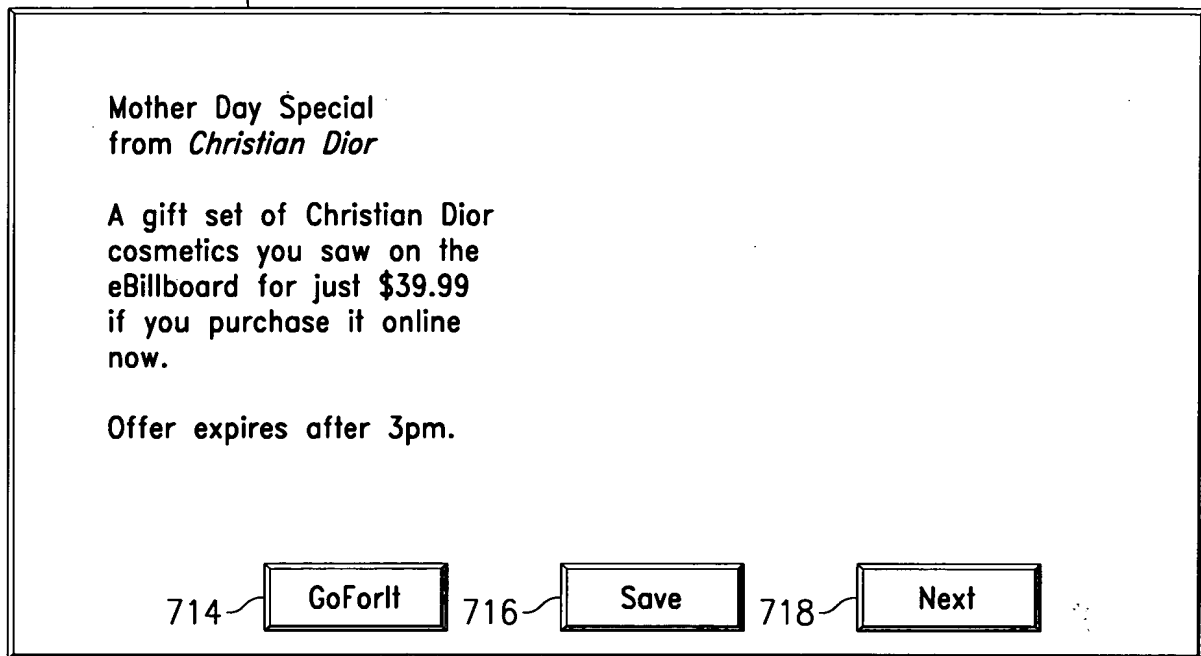 Mother Day Special
from Christian Dior
A gift set of Christian Dior
cosmetics you saw on the
eBillboard for just $39.99
if you purchase it online
now.
Offer expires after 3pm.
714 GoForIt 716 Save 718 Next